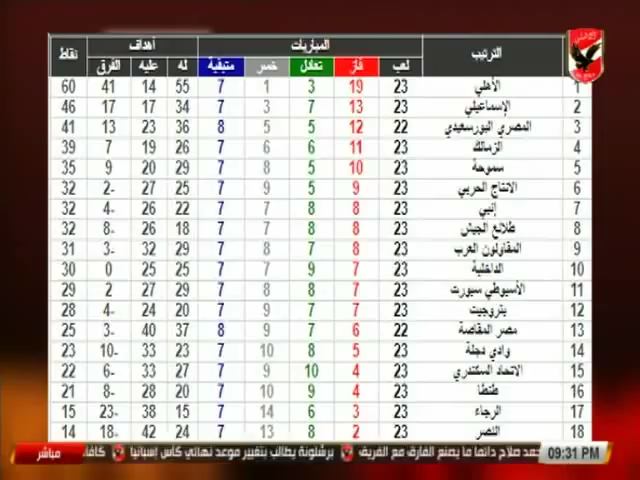 الترتيب المباريات أهداف نقاط
لعب فاز تعادل خسر متبقية له عليه الفرق
1 الأهلي 23 19 3 1 7 55 14 41 60
2 الإسماعيلي 23 13 7 3 7 34 17 17 46
3 المصري البورسعيدي 22 12 5 5 8 36 23 13 41
4 الزمالك 23 11 6 6 7 26 19 7 39
5 سموحة 23 10 5 8 7 29 20 9 35
6 الانتاج الحربي 23 9 5 9 7 25 27 2- 32
7 إنبي 23 8 8 7 7 22 26 4- 32
8 طلائع الجيش 23 8 8 7 7 18 26 8- 32
9 المقاولون العرب 23 8 7 8 7 29 32 3- 31
10 الداخلية 23 7 9 7 7 25 25 0 30
11 الأسيوطي سبورت 23 7 8 8 7 29 27 2 29
12 بتروجيت 23 7 7 9 7 20 24 4- 28
13 مصر المقاصة 22 6 7 9 8 37 40 3- 25
14 وادي دجلة 23 5 8 10 7 23 33 10- 23
15 الاتحاد السكندري 23 4 10 9 7 27 33 6- 22
16 طنطا 23 4 9 10 7 20 28 8- 21
17 الرجاء 23 3 6 14 7 15 38 23- 15
18 النصر 23 2 8 13 7 24 42 18- 14
09:31 PM صلاح دائما ما يصنع الفارق مع الفريق برشلونة يطالب بتغيير موعد نهائي كأس إسبانيا مباشر